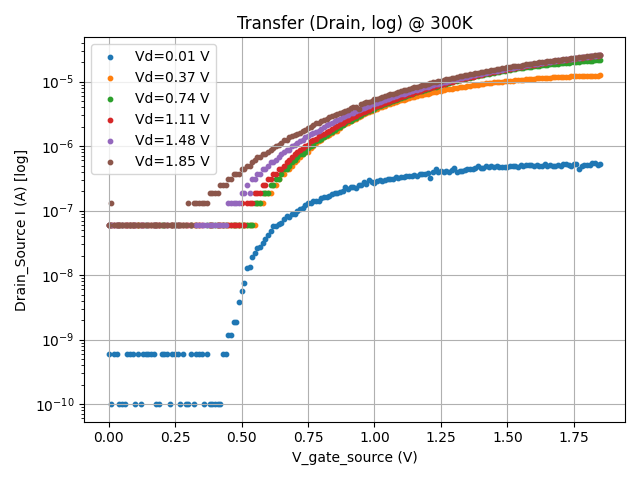 Transfer (Drain, log) @ 300K
Vd=0.01 V
Vd=0.37 V
Vd=0.74 V
Vd=1.11 V
Vd=1.48 V
Vd=1.85 V
Drain_Source I (A) [log]
10⁻⁵
10⁻⁶
10⁻⁷
10⁻⁸
10⁻⁹
10⁻¹⁰
0.00 0.25 0.50 0.75 1.00 1.25 1.50 1.75
V_gate_source (V)